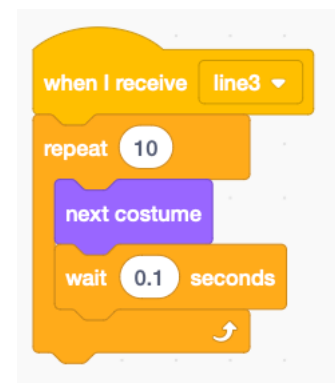 when I receive line3
repeat 10
next costume
wait 0.1 seconds